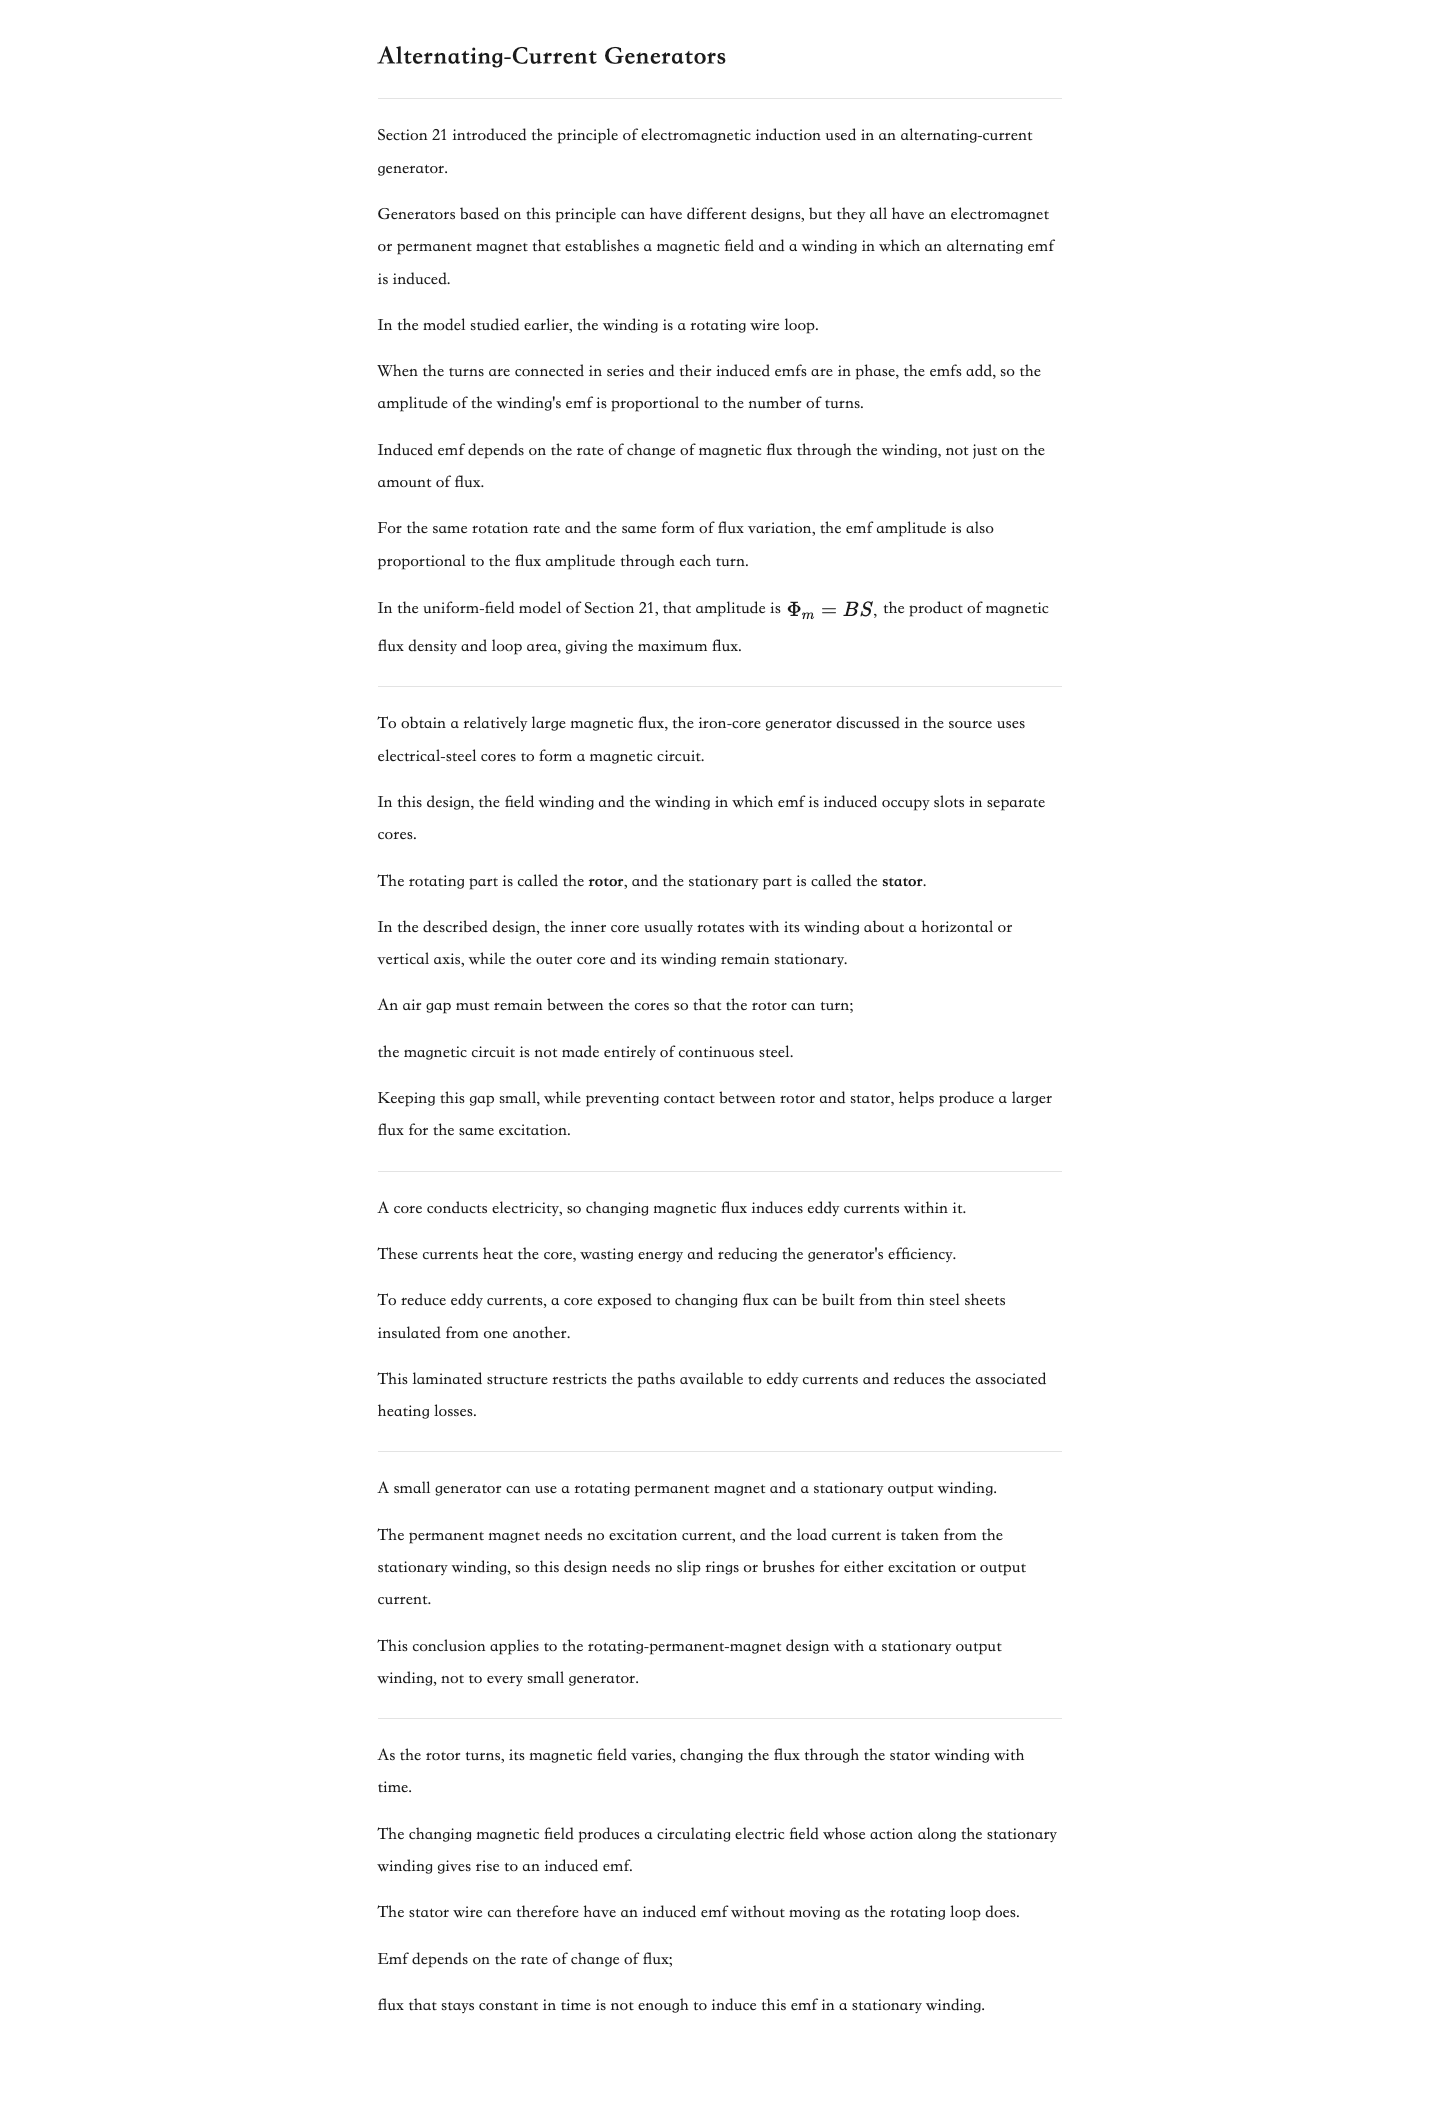 Alternating-Current Generators
Section 21 introduced the principle of electromagnetic induction used in an alternating-current
generator.
Generators based on this principle can have different designs, but they all have an electromagnet
or permanent magnet that establishes a magnetic field and a winding in which an alternating emf
is induced.
In the model studied earlier, the winding is a rotating wire loop.
When the turns are connected in series and their induced emfs are in phase, the emfs add, so the
amplitude of the winding's emf is proportional to the number of turns.
Induced emf depends on the rate of change of magnetic flux through the winding, not just on the
amount of flux.
For the same rotation rate and the same form of flux variation, the emf amplitude is also
proportional to the flux amplitude through each turn.
In the uniform-field model of Section 21, that amplitude is Φ_m = BS, the product of magnetic
flux density and loop area, giving the maximum flux.
To obtain a relatively large magnetic flux, the iron-core generator discussed in the source uses
electrical-steel cores to form a magnetic circuit.
In this design, the field winding and the winding in which emf is induced occupy slots in separate
cores.
The rotating part is called the rotor, and the stationary part is called the stator.
In the described design, the inner core usually rotates with its winding about a horizontal or
vertical axis, while the outer core and its winding remain stationary.
An air gap must remain between the cores so that the rotor can turn;
the magnetic circuit is not made entirely of continuous steel.
Keeping this gap small, while preventing contact between rotor and stator, helps produce a larger
flux for the same excitation.
A core conducts electricity, so changing magnetic flux induces eddy currents within it.
These currents heat the core, wasting energy and reducing the generator's efficiency.
To reduce eddy currents, a core exposed to changing flux can be built from thin steel sheets
insulated from one another.
This laminated structure restricts the paths available to eddy currents and reduces the associated
heating losses.
A small generator can use a rotating permanent magnet and a stationary output winding.
The permanent magnet needs no excitation current, and the load current is taken from the
stationary winding, so this design needs no slip rings or brushes for either excitation or output
current.
This conclusion applies to the rotating-permanent-magnet design with a stationary output
winding, not to every small generator.
As the rotor turns, its magnetic field varies, changing the flux through the stator winding with
time.
The changing magnetic field produces a circulating electric field whose action along the stationary
winding gives rise to an induced emf.
The stator wire can therefore have an induced emf without moving as the rotating loop does.
Emf depends on the rate of change of flux;
flux that stays constant in time is not enough to induce this emf in a stationary winding.